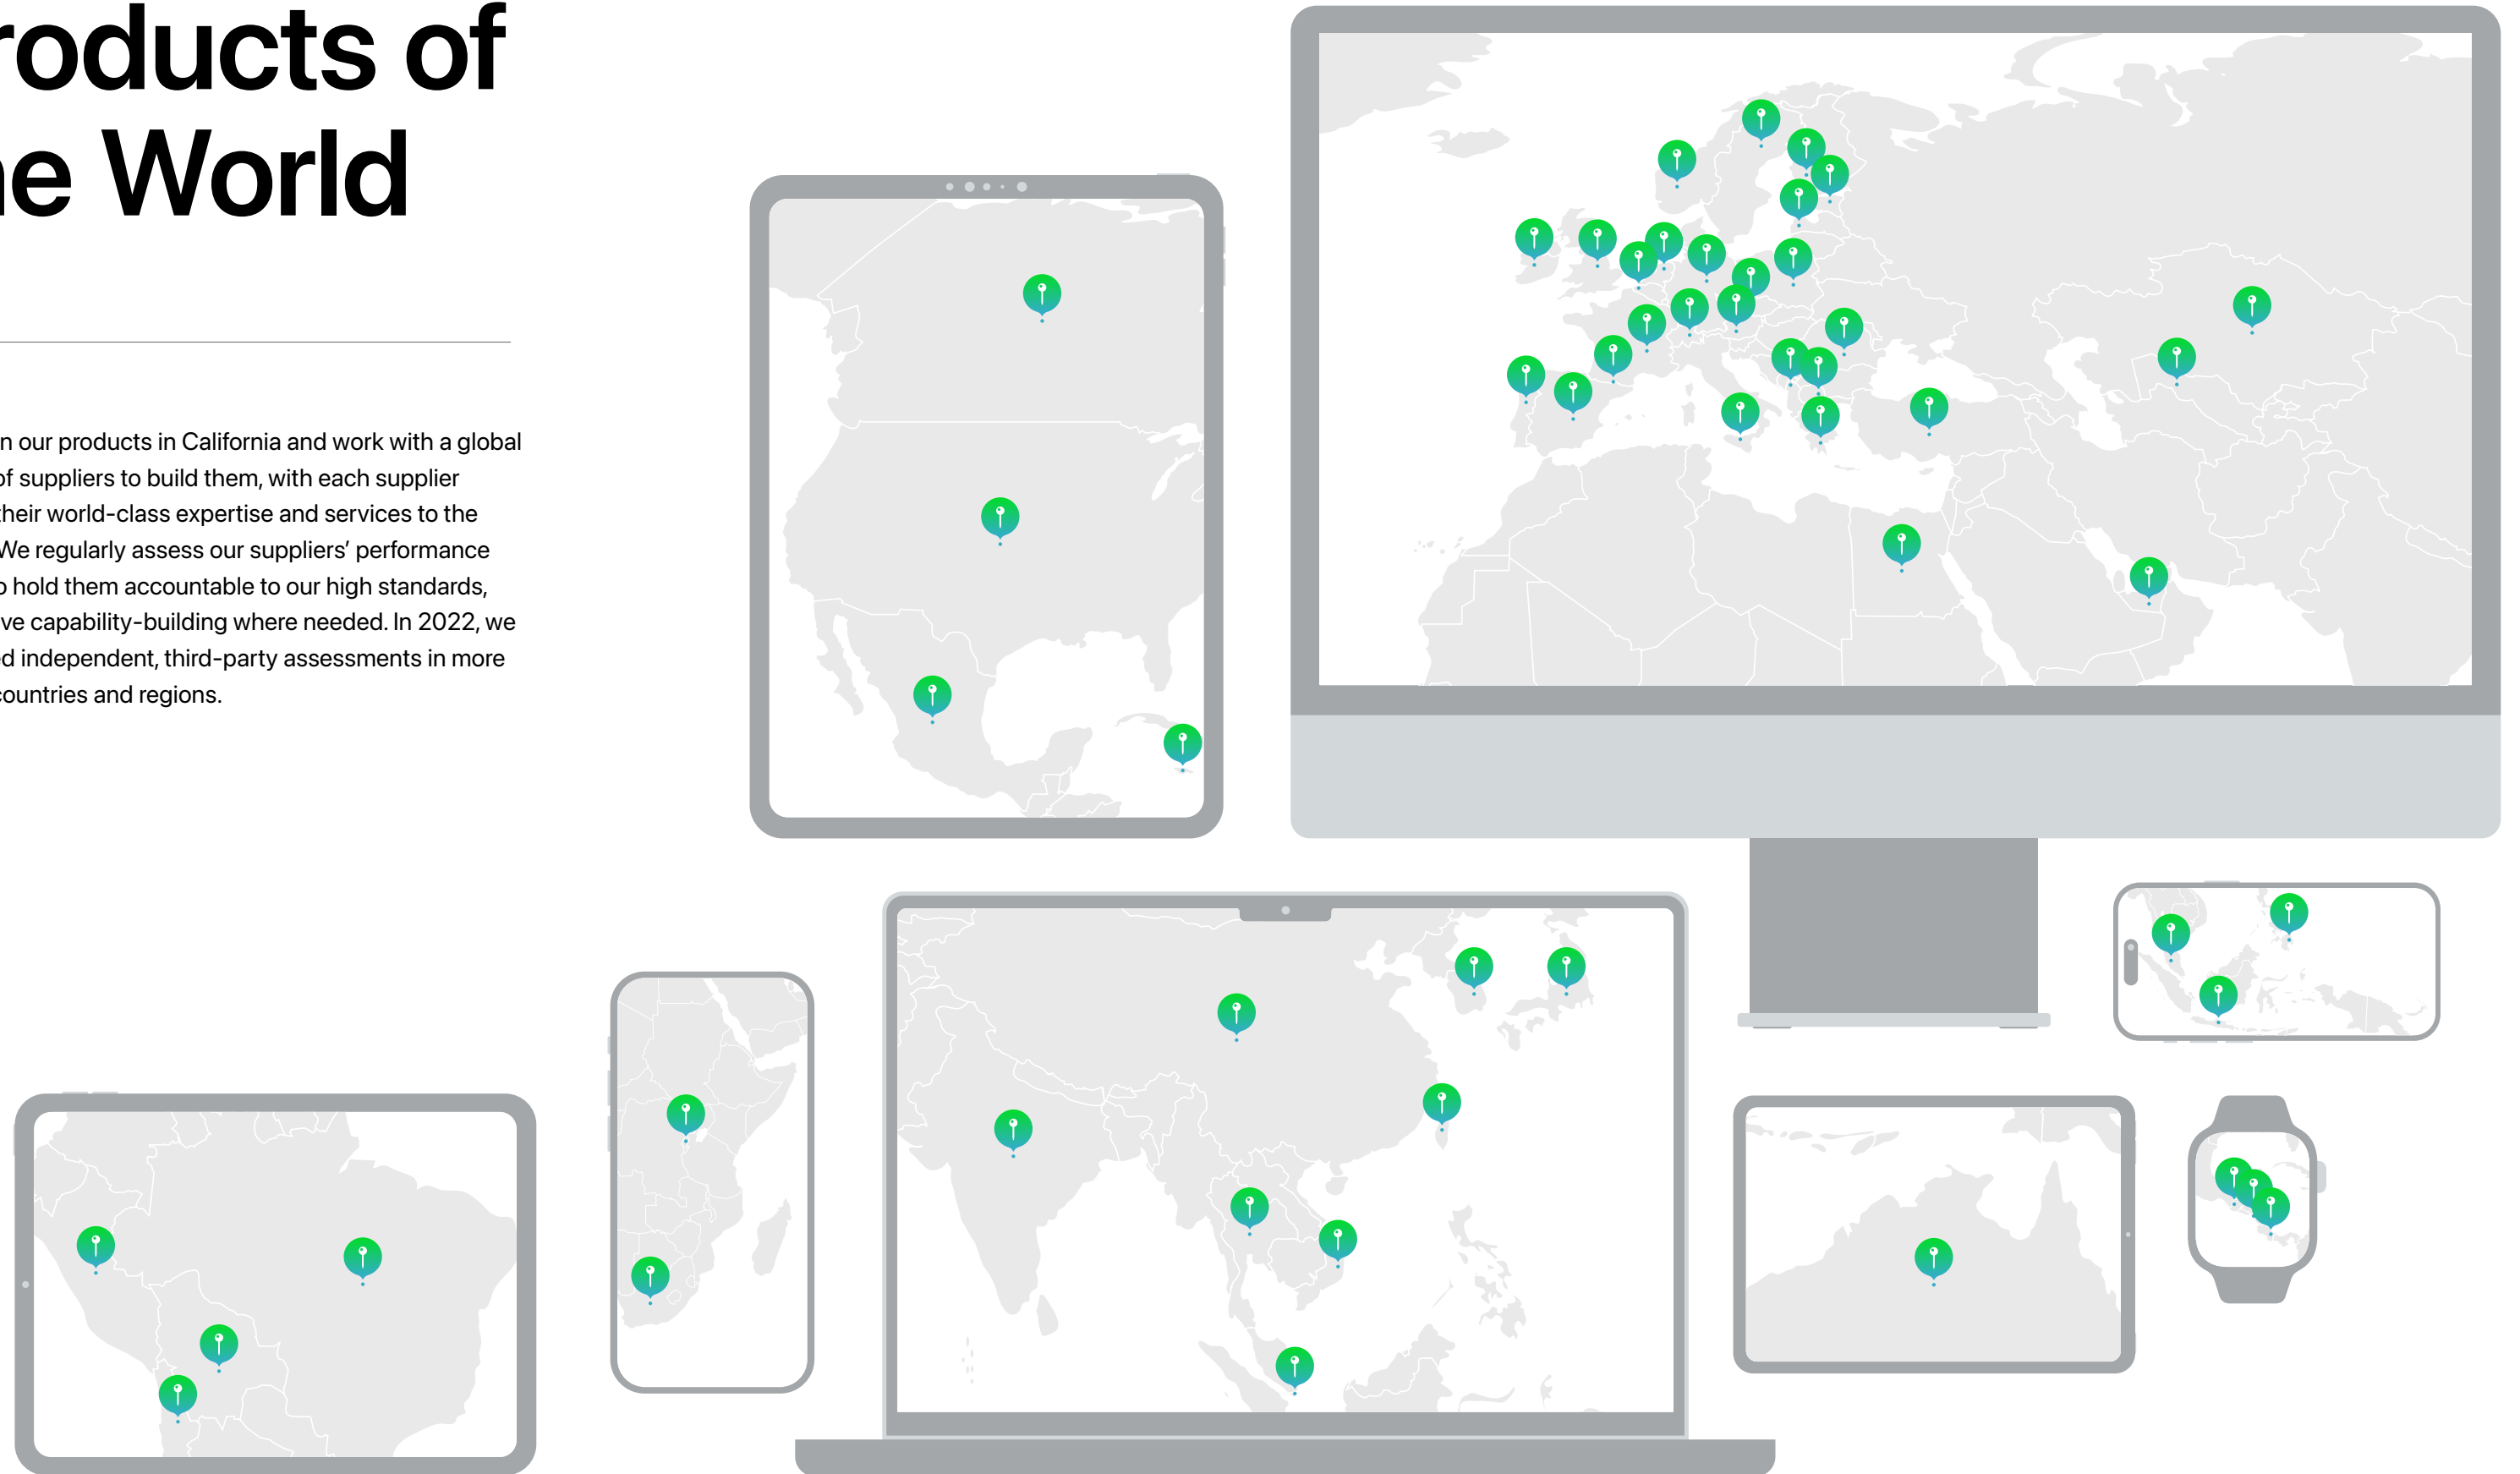 roducts of
e World
n our products in California and work with a global
of suppliers to build them, with each supplier
their world-class expertise and services to the
We regularly assess our suppliers’ performance
o hold them accountable to our high standards,
ve capability-building where needed. In 2022, we
d independent, third-party assessments in more
countries and regions.